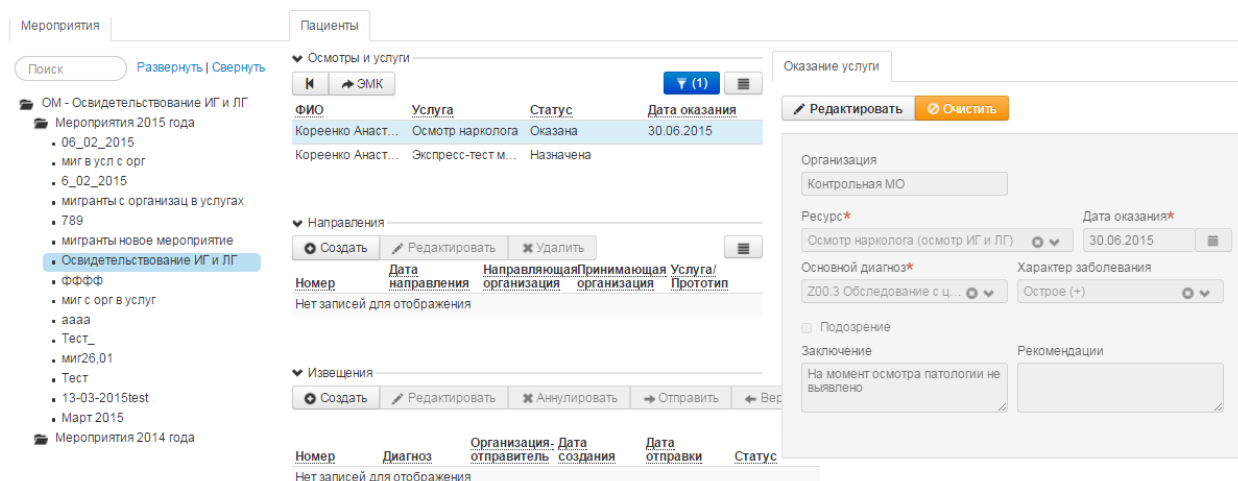 Мероприятия
Поиск
Развернуть | Свернуть
ОМ - Освидетельствование ИГ и ЛГ
Мероприятия 2015 года
06_02_2015
миг в усл с орг
6_02_2015
мигранты с организац в услугах
789
мигранты новое мероприятие
Освидетельствование ИГ и ЛГ
фффф
миг с орг в услуг
аааа
Тест_
миг26,01
Тест
13-03-2015test
Март 2015
Мероприятия 2014 года
Пациенты
Осмотры и услуги
ЭМК
(1)
ФИО Услуга Статус Дата оказания
Кореенко Анаст... Осмотр нарколога Оказана 30.06.2015
Кореенко Анаст... Экспресс-тест м... Назначена
Направления
Создать Редактировать Удалить
Номер Дата направления Направляющая организация Принимающая организация Услуга/Прототип
Нет записей для отображения
Извещения
Создать Редактировать Аннулировать Отправить Вер
Номер Диагноз Организация-отправитель Дата создания Дата отправки Статус
Нет записей для отображения
Оказание услуги
Редактировать Очистить
Организация
Контрольная МО
Ресурс* Дата оказания*
Осмотр нарколога (осмотр ИГ и ЛГ) 30.06.2015
Основной диагноз* Характер заболевания
Z00.3 Обследование с ц... Острое (+)
Подозрение
Заключение Рекомендации
На момент осмотра патологии не
выявлено